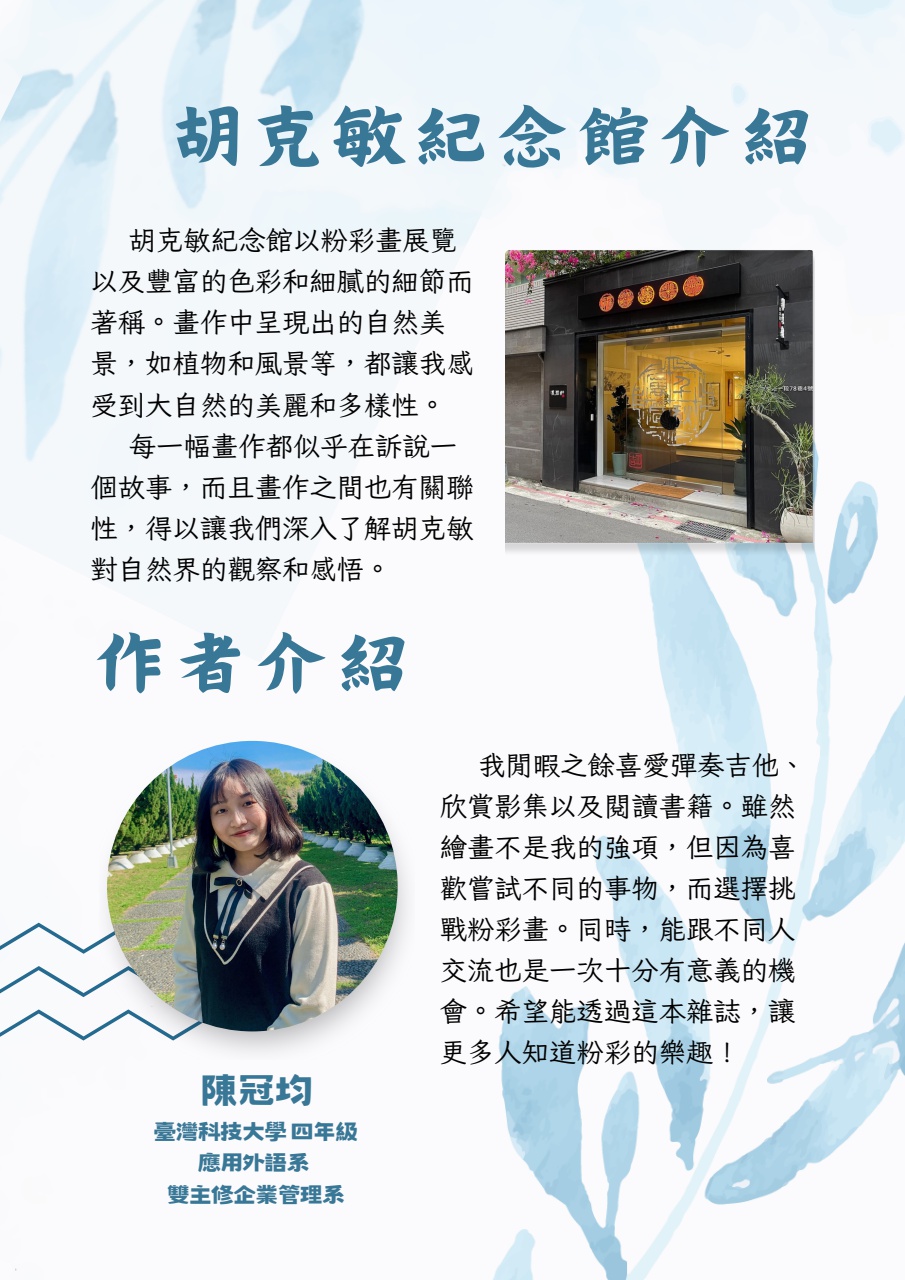 胡克敏紀念館介紹
胡克敏紀念館以粉彩畫展覽
以及豐富的色彩和細膩的細節而
著稱。畫作中呈現出的自然美
景，如植物和風景等，都讓我感
受到大自然的美麗和多樣性。
每一幅畫作都似乎在訴說一
個故事，而且畫作之間也有關聯
性，得以讓我們深入了解胡克敏
對自然界的觀察和感悟。
一段78巷4號
作者介紹
我閒暇之餘喜愛彈奏吉他、
欣賞影集以及閱讀書籍。雖然
繪畫不是我的強項，但因為喜
歡嘗試不同的事物，而選擇挑
戰粉彩畫。同時，能跟不同人
交流也是一次十分有意義的機
會。希望能透過這本雜誌，讓
更多人知道粉彩的樂趣！
陳冠均
臺灣科技大學 四年級
應用外語系
雙主修企業管理系